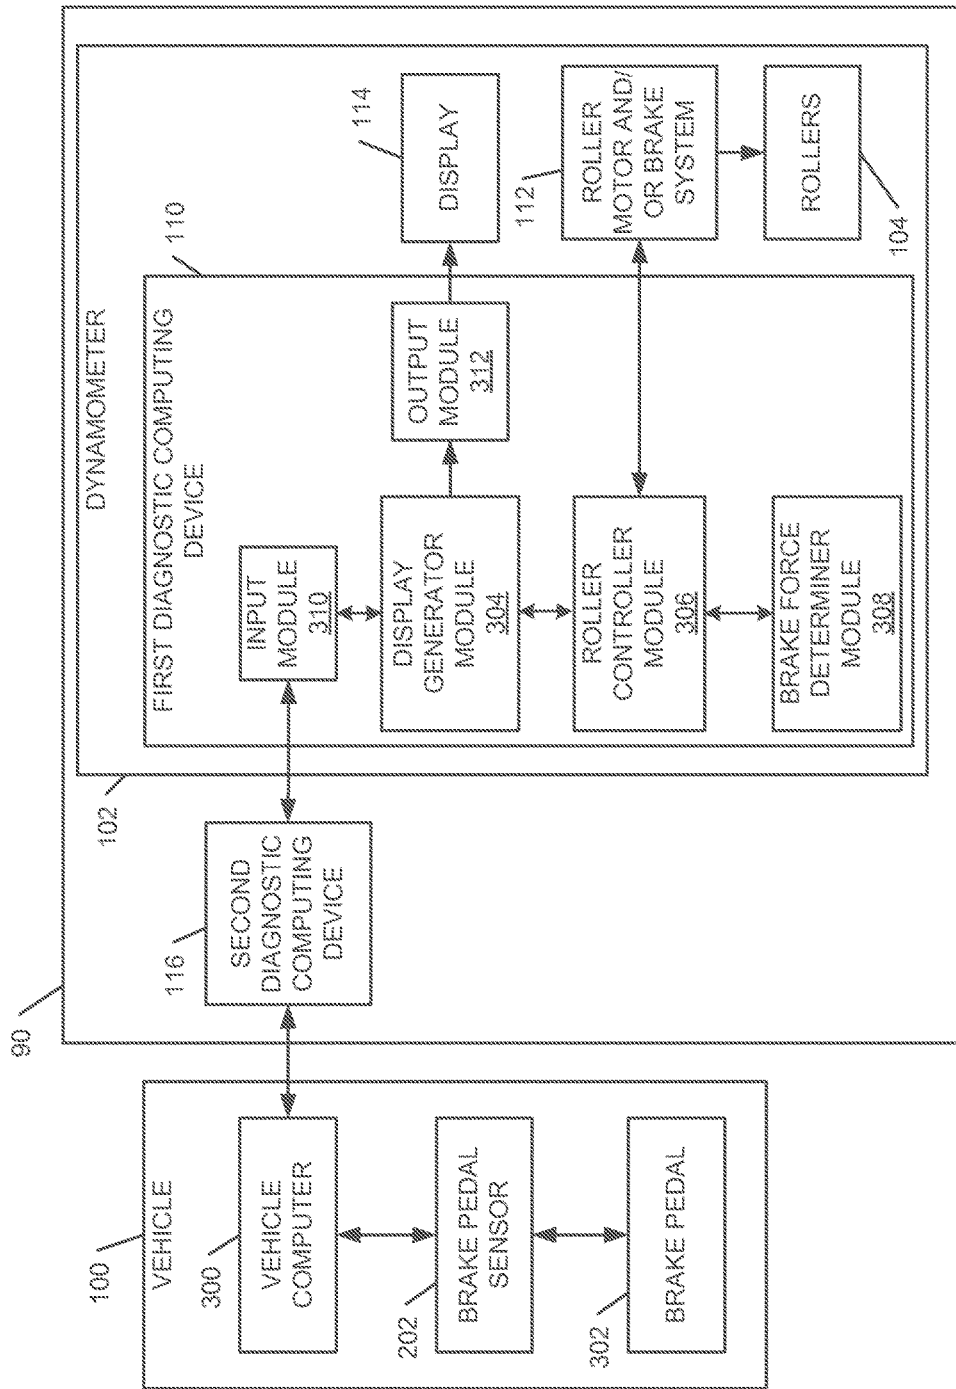 90
100
VEHICLE
300
VEHICLE
COMPUTER
202
BRAKE PEDAL
SENSOR
302
BRAKE PEDAL
116
SECOND
DIAGNOSTIC
COMPUTING
DEVICE
102
DYNAMOMETER
110
FIRST DIAGNOSTIC COMPUTING
DEVICE
INPUT
MODULE
310
DISPLAY
GENERATOR
MODULE
304
ROLLER
CONTROLLER
MODULE
306
BRAKE FORCE
DETERMINER
MODULE
308
OUTPUT
MODULE
312
114
DISPLAY
112
ROLLER
MOTOR AND/
OR BRAKE
SYSTEM
ROLLERS
104